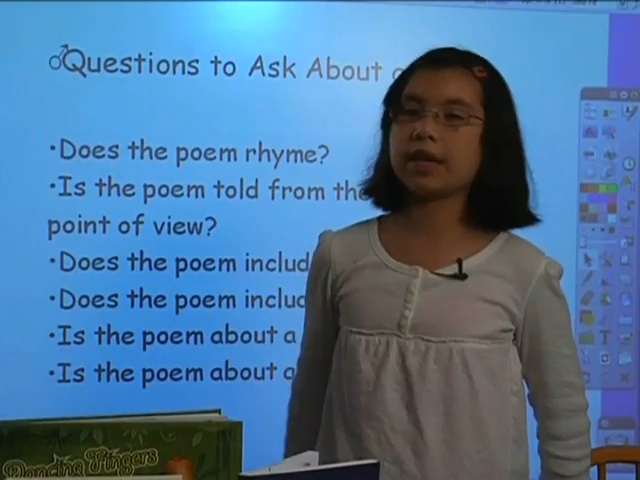 Questions to Ask About
•Does the poem rhyme?
•Is the poem told from the
point of view?
•Does the poem includ
•Does the poem includ
•Is the poem about a
•Is the poem about a
Dancing Fingers